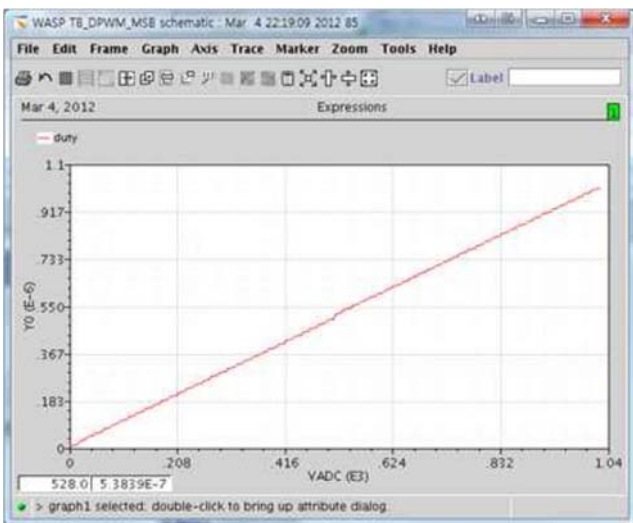 WASP TB_DPWM_MSB schematic : Mar 4 22:19:09 2012 85
File Edit Frame Graph Axis Trace Marker Zoom Tools Help
Label
Mar 4, 2012 Expressions 1
duty
1.1
.917
.733
.550
.367
.183
0
Y0 (E-6)
0 .208 .416 .624 .832 1.04
VADC (E3)
528.0 5.3839E-7
> graph1 selected: double-click to bring up attribute dialog.